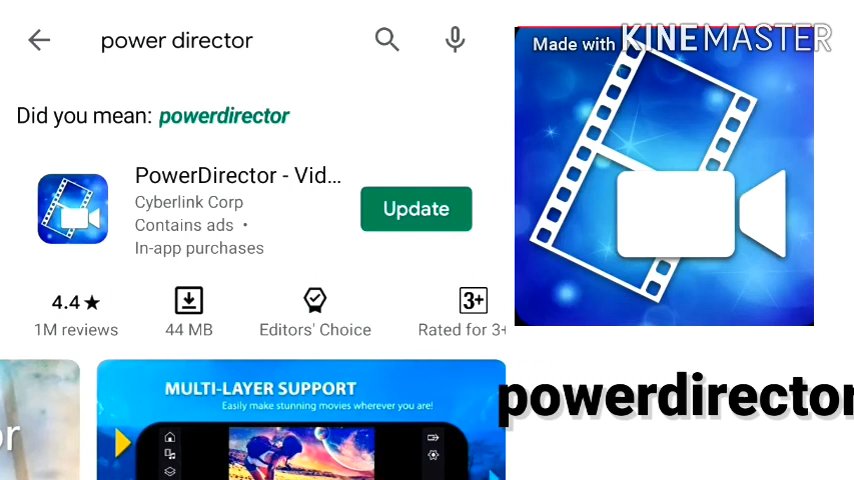 power director
Made with KINEMASTER
Did you mean: powerdirector
PowerDirector - Vid...
Cyberlink Corp
Contains ads •
In-app purchases
Update
4.4★
1M reviews
44 MB
Editors' Choice
3+
Rated for 3+
MULTI-LAYER SUPPORT
Easily make stunning movies wherever you are!
or
powerdirector